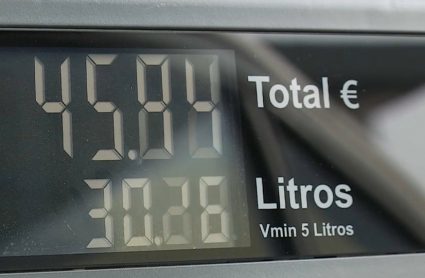 45.84 Total €
30.28 Litros
Vmin 5 Litros